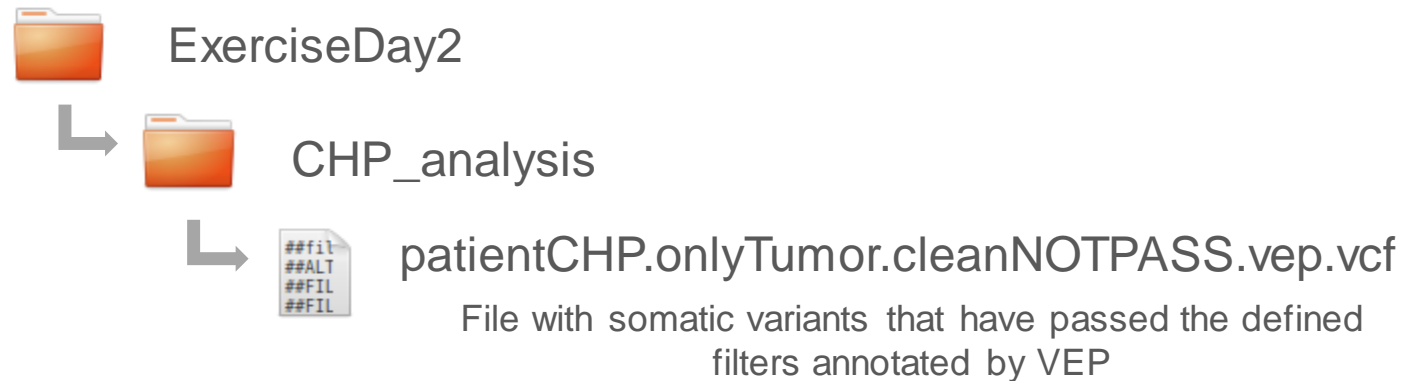 ExerciseDay2
CHP_analysis
##fil
##ALT
##FIL
##FIL
patientCHP.onlyTumor.cleanNOTPASS.vep.vcf
File with somatic variants that have passed the defined
filters annotated by VEP